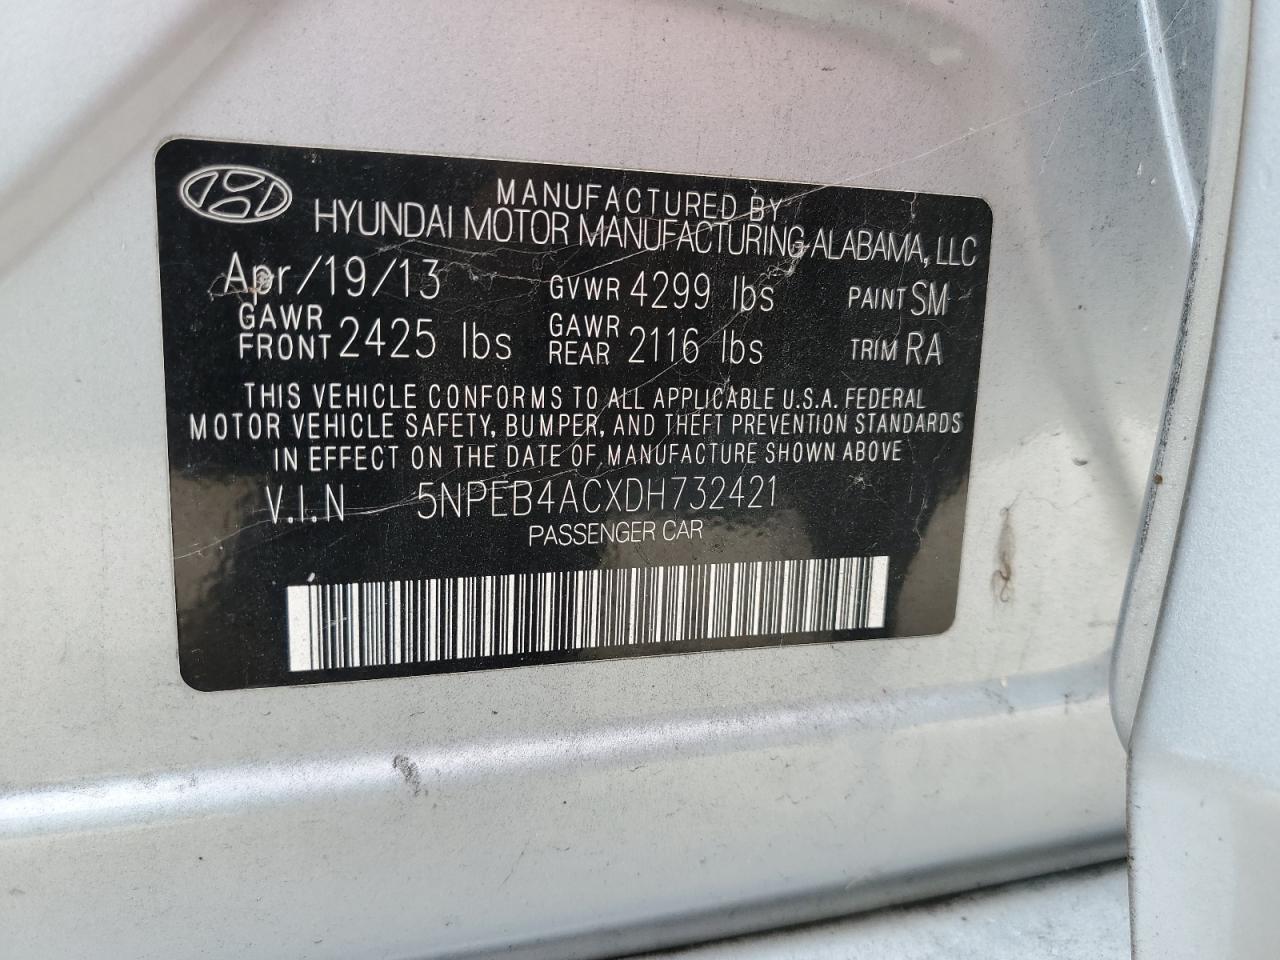 MANUFACTURED BY
HYUNDAI MOTOR MANUFACTURING ALABAMA, LLC
Apr/19/13 GVWR 4299 lbs PAINT SM
GAWR FRONT 2425 lbs GAWR REAR 2116 lbs TRIM RA
THIS VEHICLE CONFORMS TO ALL APPLICABLE U.S.A. FEDERAL
MOTOR VEHICLE SAFETY, BUMPER, AND THEFT PREVENTION STANDARDS
IN EFFECT ON THE DATE OF MANUFACTURE SHOWN ABOVE
V.I.N 5NPEB4ACXDH732421
PASSENGER CAR